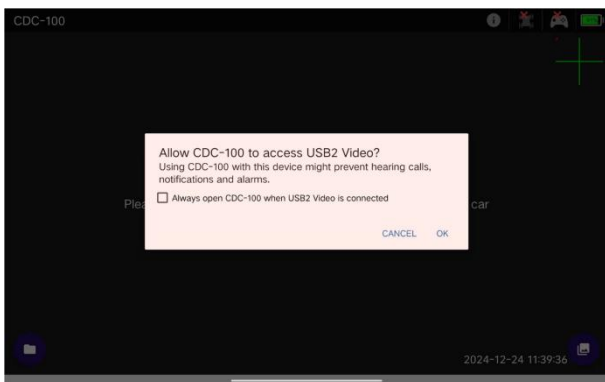 CDC-100
Allow CDC-100 to access USB2 Video?
Using CDC-100 with this device might prevent hearing calls,
notifications and alarms.
Always open CDC-100 when USB2 Video is connected
Plea
car
CANCEL OK
2024-12-24 11:39:36